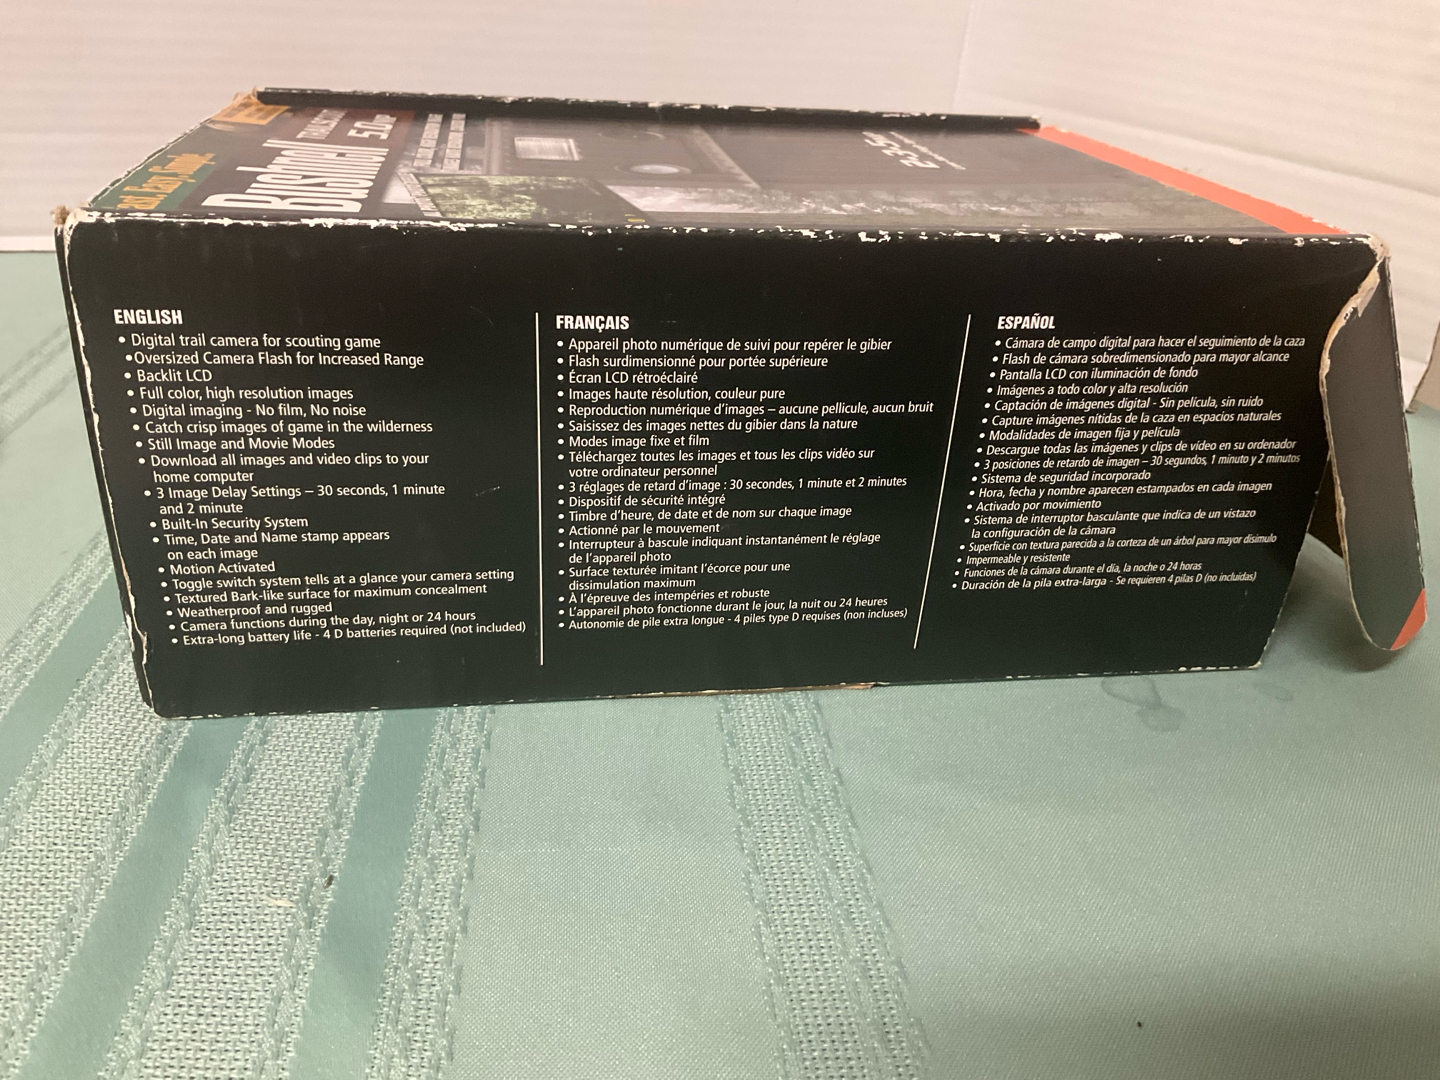 Fast. Easy. Simple.
Bushnell
5.0
ENGLISH
• Digital trail camera for scouting game
• Oversized Camera Flash for Increased Range
• Backlit LCD
• Full color, high resolution images
• Digital imaging - No film, No noise
• Catch crisp images of game in the wilderness
• Still Image and Movie Modes
• Download all images and video clips to your
home computer
• 3 Image Delay Settings – 30 seconds, 1 minute
and 2 minute
• Built-In Security System
• Time, Date and Name stamp appears
on each image
• Motion Activated
• Toggle switch system tells at a glance your camera setting
• Textured Bark-like surface for maximum concealment
• Weatherproof and rugged
• Camera functions during the day, night or 24 hours
• Extra-long battery life - 4 D batteries required (not included)
FRANÇAIS
• Appareil photo numérique de suivi pour repérer le gibier
• Flash surdimensionné pour portée supérieure
• Écran LCD rétroéclairé
• Images haute résolution, couleur pure
• Reproduction numérique d'images – aucune pellicule, aucun bruit
• Saisissez des images nettes du gibier dans la nature
• Modes image fixe et film
• Téléchargez toutes les images et tous les clips vidéo sur
votre ordinateur personnel
• 3 réglages de retard d'image : 30 secondes, 1 minute et 2 minutes
• Dispositif de sécurité intégré
• Timbre d'heure, de date et de nom sur chaque image
• Actionné par le mouvement
• Interrupteur à bascule indiquant instantanément le réglage
de l'appareil photo
• Surface texturée imitant l'écorce pour une
dissimulation maximum
• À l'épreuve des intempéries et robuste
• L'appareil photo fonctionne durant le jour, la nuit ou 24 heures
• Autonomie de pile extra longue - 4 piles type D requises (non incluses)
ESPAÑOL
• Cámara de campo digital para hacer el seguimiento de la caza
• Flash de cámara sobredimensionado para mayor alcance
• Pantalla LCD con iluminación de fondo
• Imágenes a todo color y alta resolución
• Captación de imágenes digital - Sin película, sin ruido
• Capture imágenes nítidas de la caza en espacios naturales
• Modalidades de imagen fija y película
• Descargue todas las imágenes y clips de vídeo en su ordenador
• 3 posiciones de retardo de imagen – 30 segundos, 1 minuto y 2 minutos
• Sistema de seguridad incorporado
• Hora, fecha y nombre aparecen estampados en cada imagen
• Activado por movimiento
• Sistema de interruptor basculante que indica de un vistazo
la configuración de la cámara
• Superficie con textura parecida a la corteza de un árbol para mayor disimulo
• Impermeable y resistente
• Funciones de la cámara durante el día, la noche o 24 horas
• Duración de la pila extra-larga - Se requieren 4 pilas D (no incluidas)